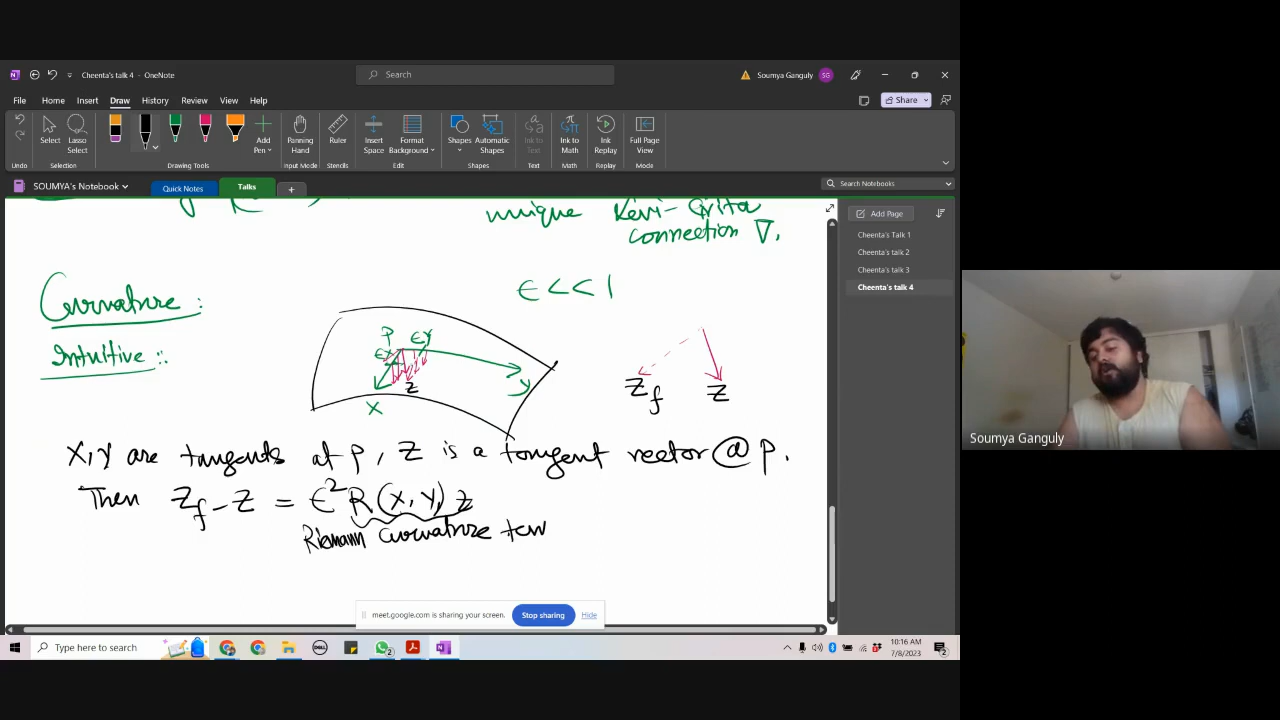 Cheenta's talk 4 - OneNote
Search
Soumya Ganguly
SG
File Home Insert Draw History Review View Help
Share
Undo
Select
Lasso Select
Selection
Add Pen
Drawing Tools
Panning Hand
Input Mode
Ruler
Stencils
Insert Space
Format Background
Edit
Shapes
Automatic Shapes
Shapes
Ink to Text
Text
Ink to Math
Math
Ink Replay
Replay
Full Page View
Mode
SOUMYA's Notebook
Quick Notes
Talks
+
Search Notebooks
Add Page
Cheenta's Talk 1
Cheenta's talk 2
Cheenta's talk 3
Cheenta's talk 4
unique Levi-Civita
connection ∇.
Curvature :
Intuitive ::
ϵ << 1
P
ϵY
ϵX
Z
X
Y
Z_f
Z
X, Y are tangents at P, Z is a tangent vector @ P.
Then Z_f - Z = ϵ² R(X, Y) Z
Riemann curvature ten
meet.google.com is sharing your screen.
Stop sharing
Hide
Type here to search
10:16 AM
7/8/2023
Soumya Ganguly